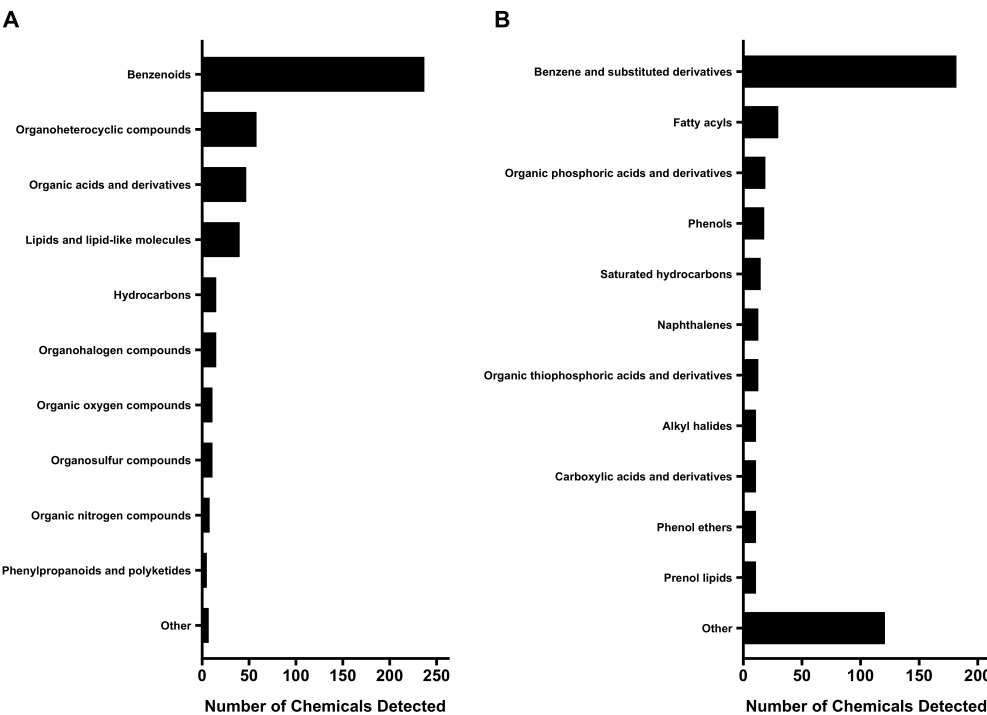 A
Benzenoids
Organoheterocyclic compounds
Organic acids and derivatives
Lipids and lipid-like molecules
Hydrocarbons
Organohalogen compounds
Organic oxygen compounds
Organosulfur compounds
Organic nitrogen compounds
Phenylpropanoids and polyketides
Other
0 50 100 150 200 250
Number of Chemicals Detected
B
Benzene and substituted derivatives
Fatty acyls
Organic phosphoric acids and derivatives
Phenols
Saturated hydrocarbons
Naphthalenes
Organic thiophosphoric acids and derivatives
Alkyl halides
Carboxylic acids and derivatives
Phenol ethers
Prenol lipids
Other
0 50 100 150 200
Number of Chemicals Detected